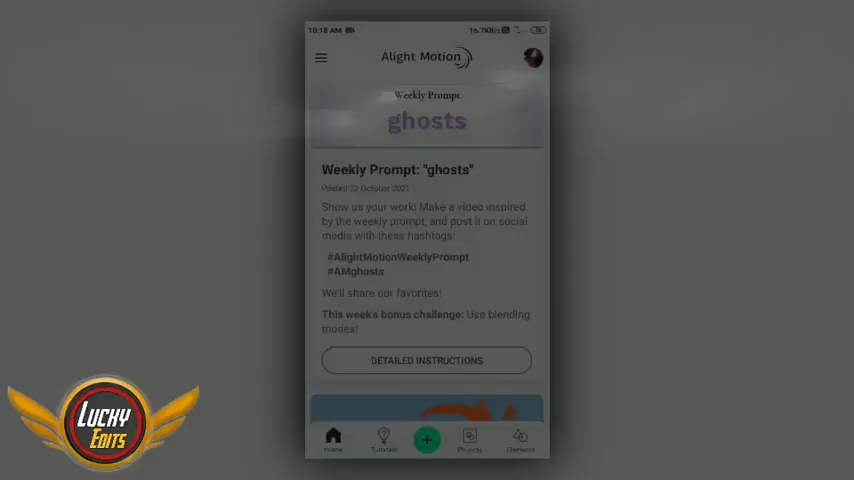 10:18 AM
16.7KB/s
Alight Motion
Weekly Prompt
ghosts
Weekly Prompt: "ghosts"
Posted 22 October 2021
Show us your work! Make a video inspired
by the weekly prompt, and post it on social
media with these hashtags:
#AlightMotionWeeklyPrompt
#AMghosts
We'll share our favorites!
This week's bonus challenge: Use blending
modes!
DETAILED INSTRUCTIONS
Home
Tutorials
Projects
Elements
Lucky
Edits